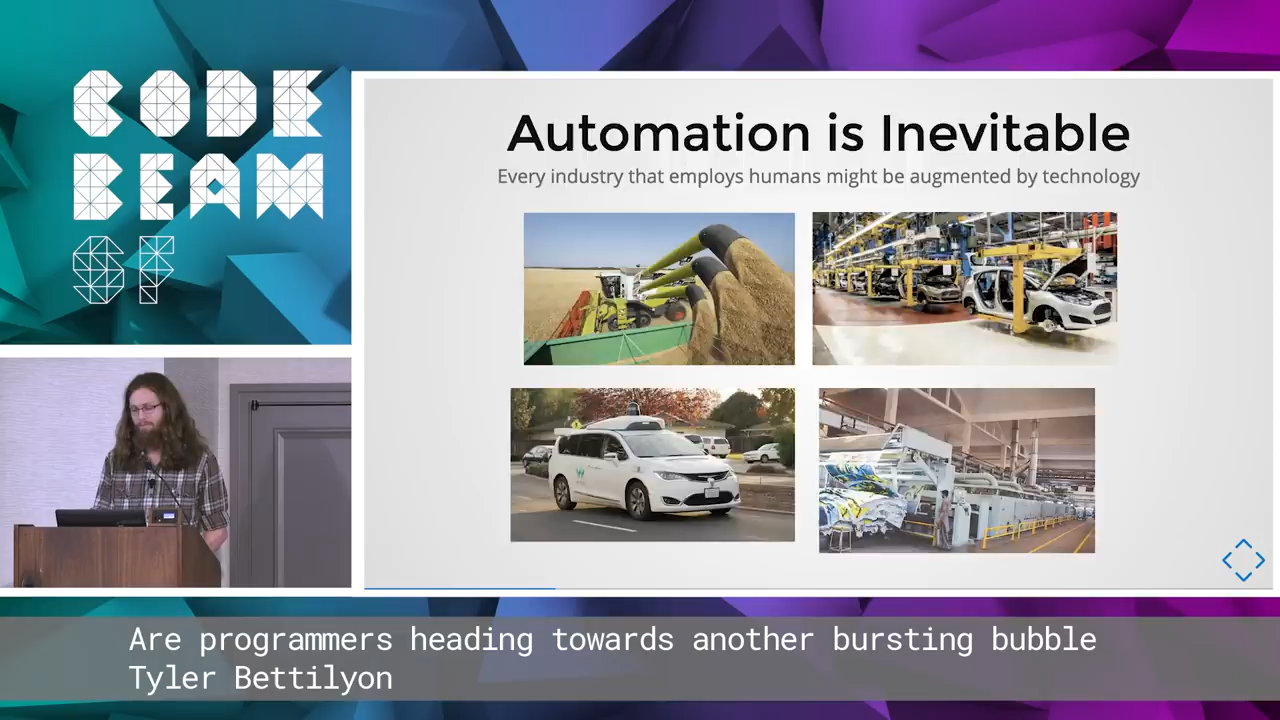 CODE
BEAM
SF
Automation is Inevitable
Every industry that employs humans might be augmented by technology
Are programmers heading towards another bursting bubble
Tyler Bettilyon